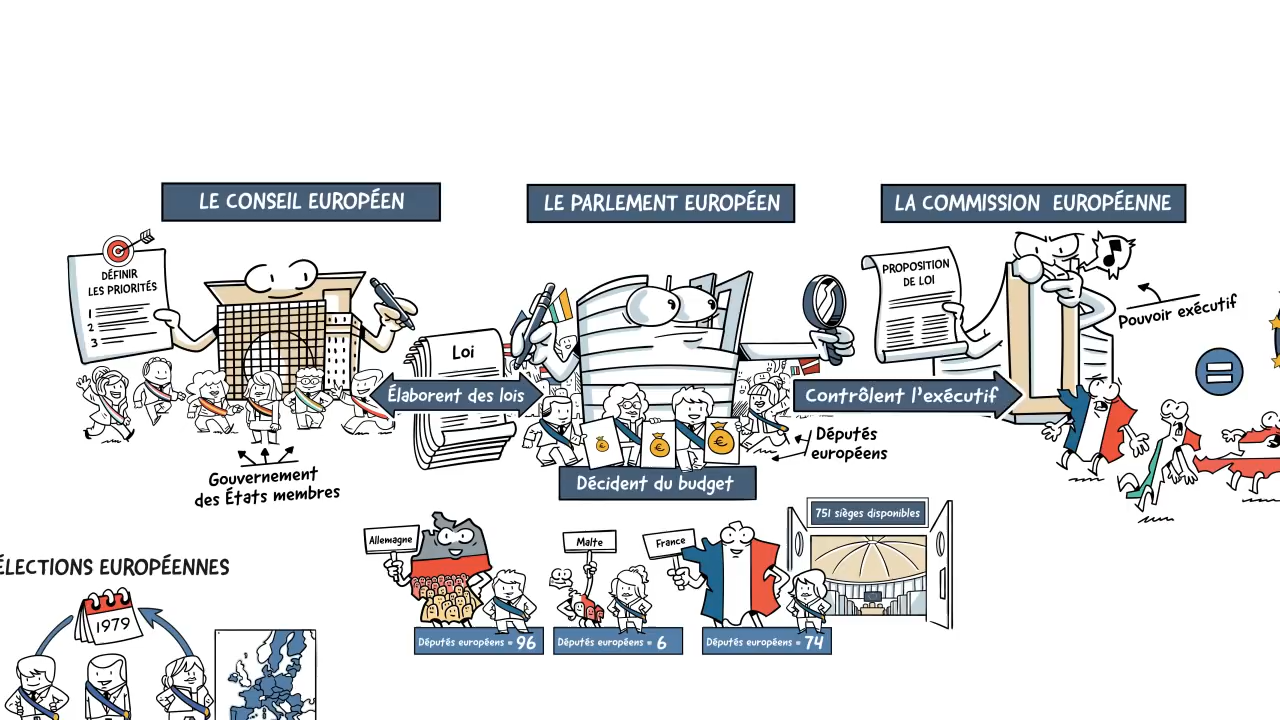 LE CONSEIL EUROPÉEN
LE PARLEMENT EUROPÉEN
LA COMMISSION EUROPÉENNE
DÉFINIR
LES PRIORITÉS
1
2
3
Loi
PROPOSITION
DE LOI
Pouvoir exécutif
Élaborent des lois
Contrôlent l'exécutif
Députés
européens
Gouvernement
des États membres
Décident du budget
751 sièges disponibles
Allemagne
Malte
France
Députés européens = 96
Députés européens = 6
Députés européens = 74
ÉLECTIONS EUROPÉENNES
1979